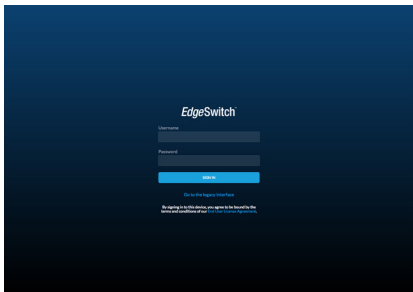 EdgeSwitch™
Username
Password
SIGN IN
Go to the legacy interface
By signing in to this device, you agree to be bound by the
terms and conditions of our End User License Agreement.